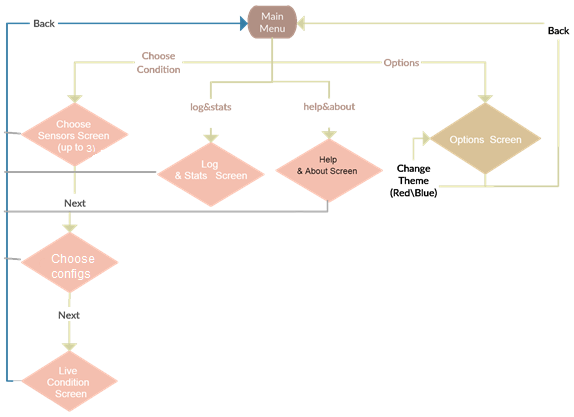 Main
Menu
Back
Back
Choose
Condition
Options
log&stats
help&about
Choose
Sensors Screen
(up to 3)
Log
& Stats Screen
Help
& About Screen
Options Screen
Change
Theme
(Red\Blue)
Next
Choose
configs
Next
Live
Condition
Screen